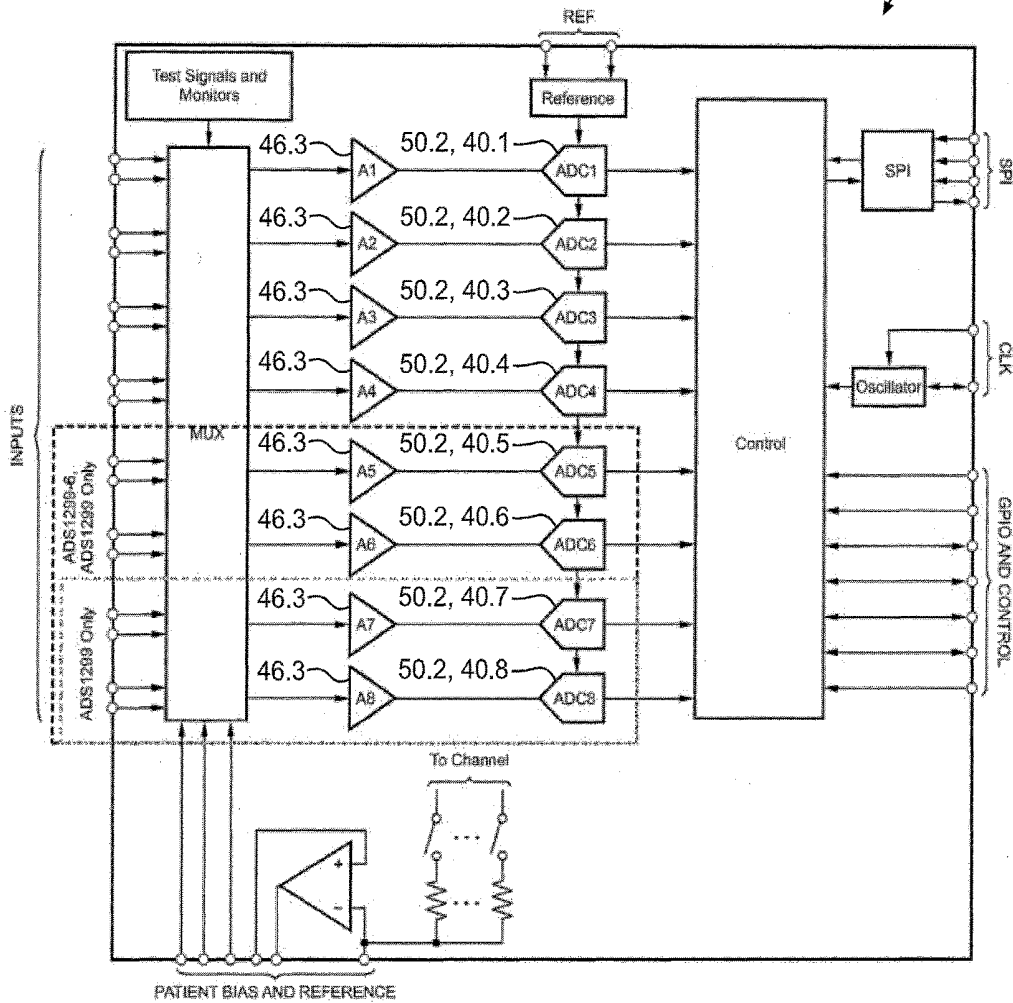 REF
Test Signals and
Monitors
Reference
46.3
50.2, 40.1
A1
ADC1
SPI
SPI
46.3
50.2, 40.2
A2
ADC2
46.3
50.2, 40.3
A3
ADC3
46.3
50.2, 40.4
A4
ADC4
Oscillator
CLK
INPUTS
MUX
Control
46.3
50.2, 40.5
A5
ADC5
ADS1299-6,
ADS1299 Only
46.3
50.2, 40.6
A6
ADC6
GPIO AND CONTROL
46.3
50.2, 40.7
A7
ADC7
ADS1299 Only
46.3
50.2, 40.8
A8
ADC8
To Channel
+
−
PATIENT BIAS AND REFERENCE